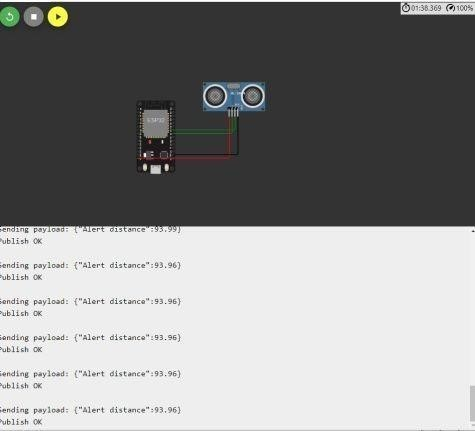 01:38.369 100%
ESP32
Sending payload: {"Alert distance":93.99}
Publish OK
Sending payload: {"Alert distance":93.96}
Publish OK
Sending payload: {"Alert distance":93.96}
Publish OK
Sending payload: {"Alert distance":93.96}
Publish OK
Sending payload: {"Alert distance":93.96}
Publish OK
Sending payload: {"Alert distance":93.96}
Publish OK